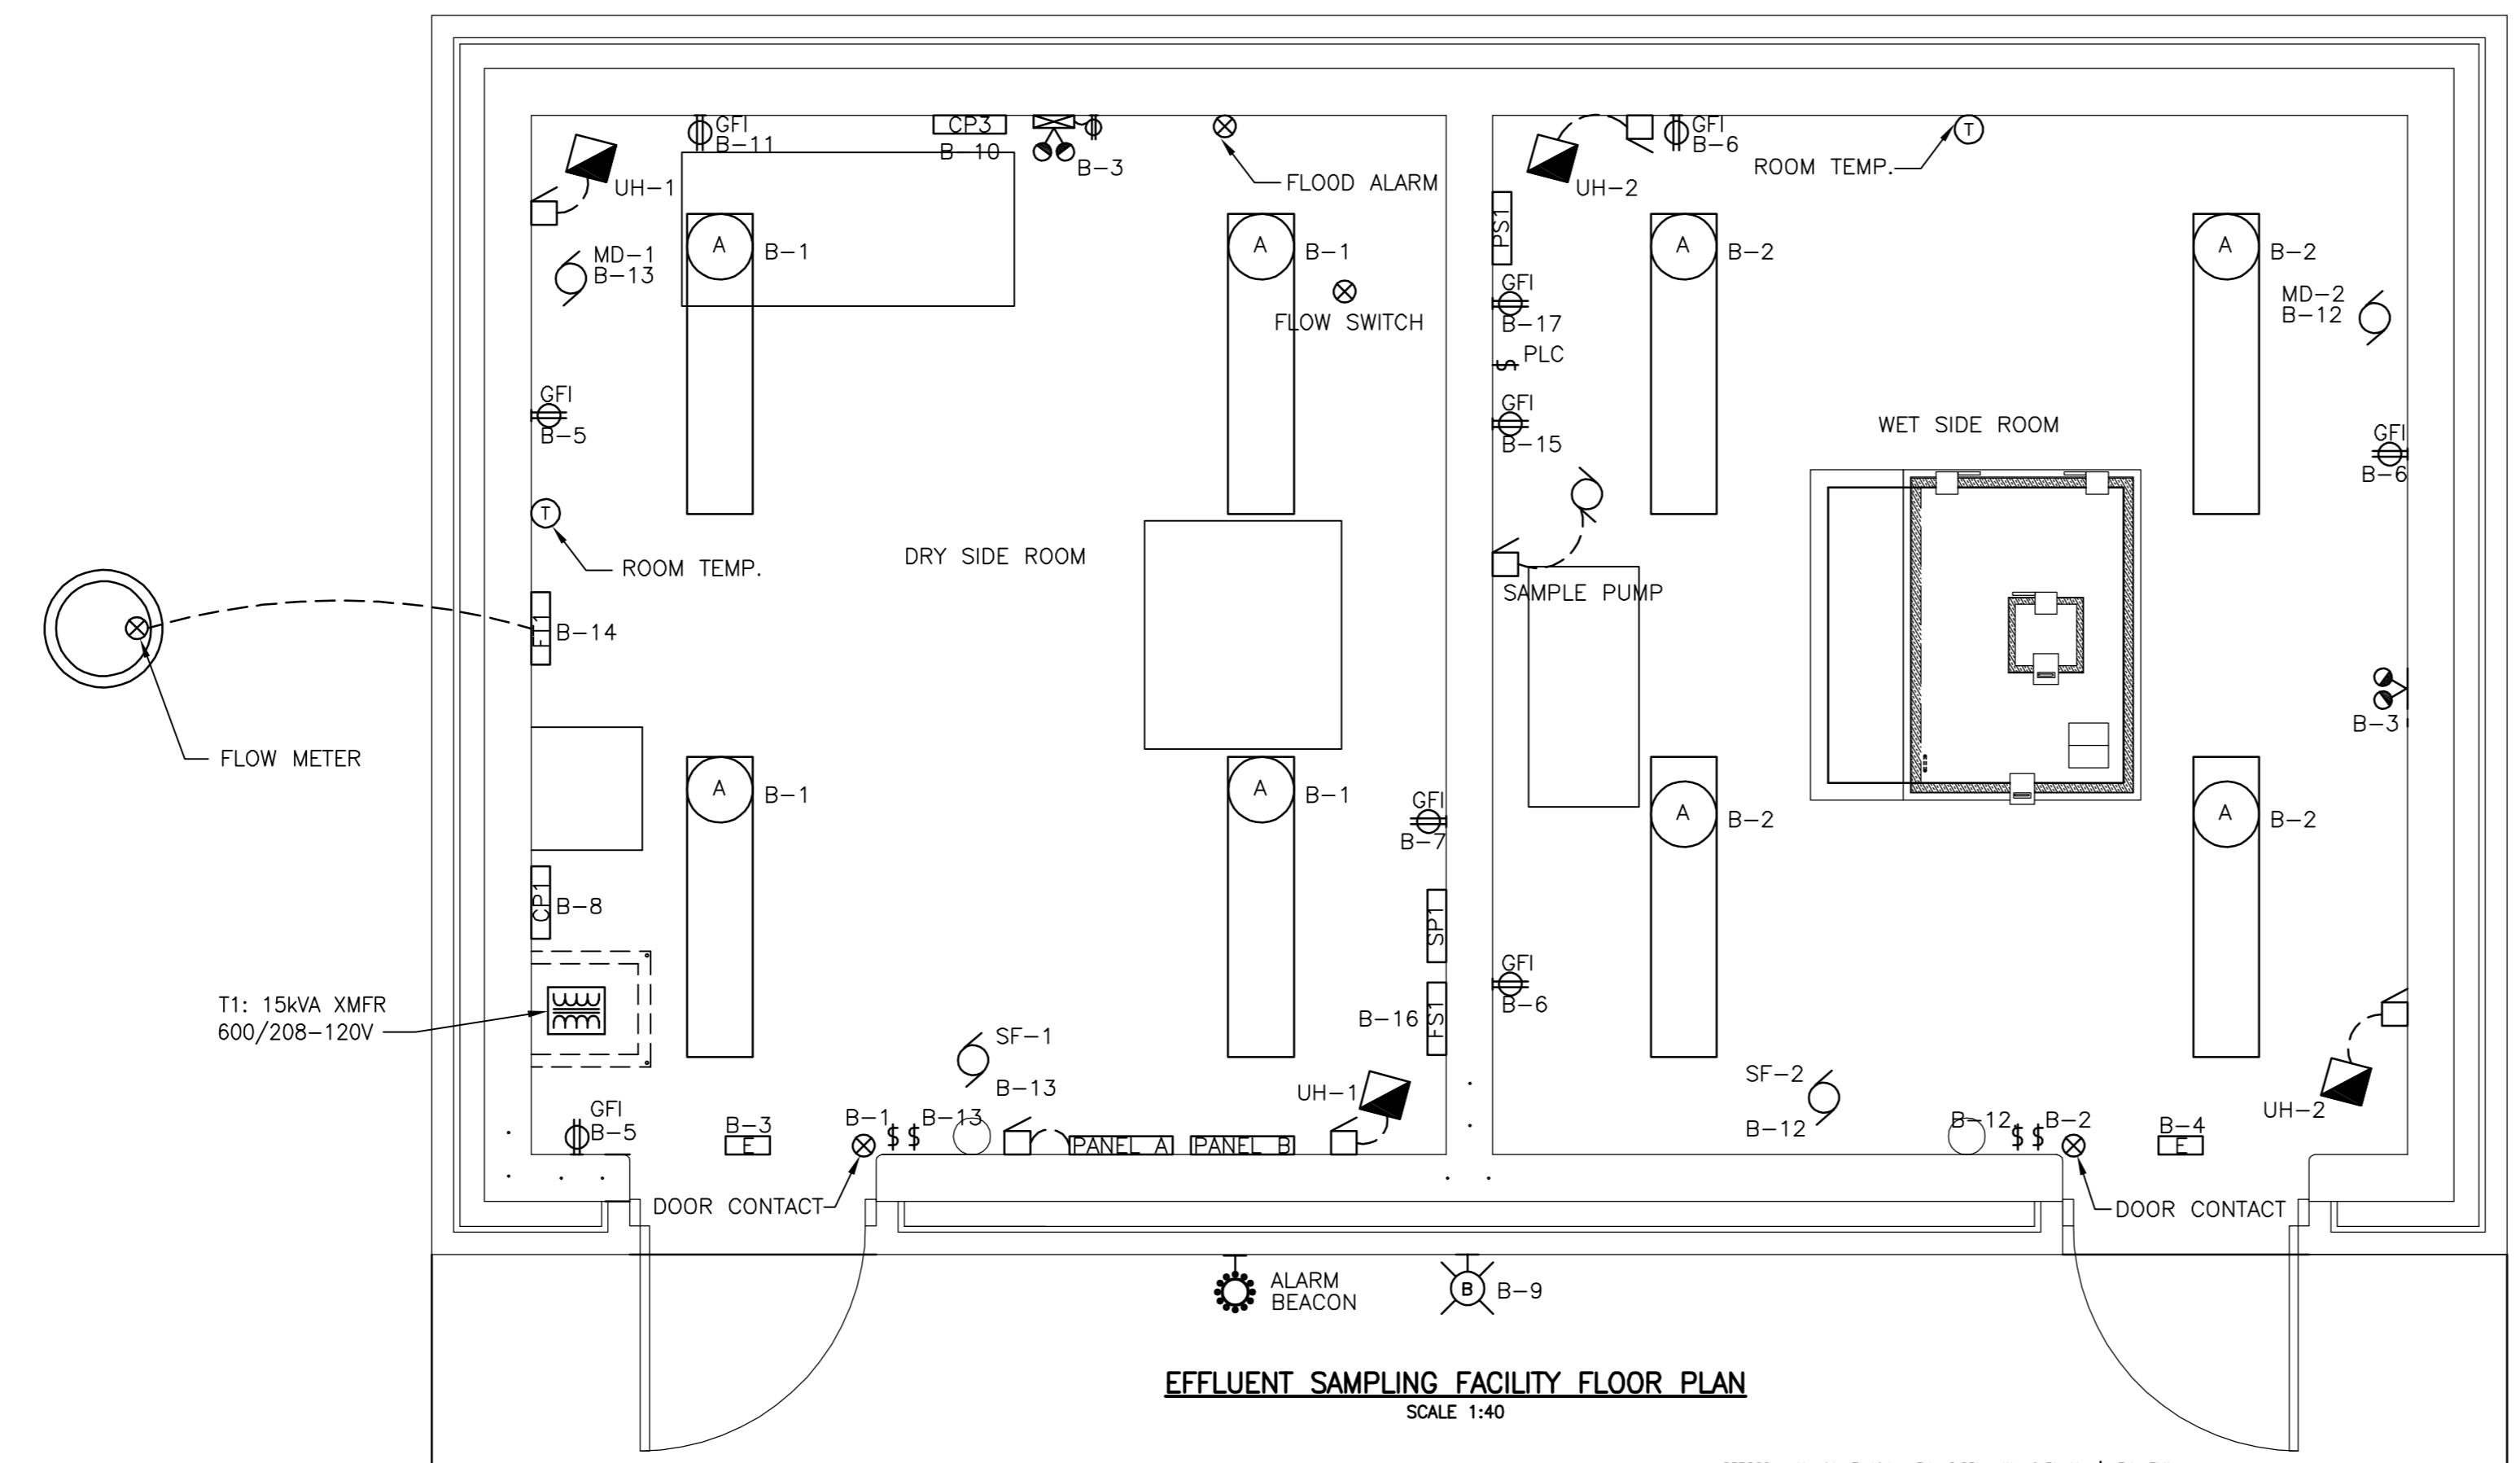 GFI
B-11
CP3
B-10
B-3
FLOOD ALARM
UH-1
GFI
B-6
UH-2
ROOM TEMP.
T
PS1
MD-1
B-13
A
B-1
A
B-1
A
B-2
A
B-2
FLOW SWITCH
GFI
B-17
MD-2
B-12
PLC
GFI
B-5
GFI
B-15
WET SIDE ROOM
GFI
B-6
T
ROOM TEMP.
DRY SIDE ROOM
SAMPLE PUMP
FT1
B-14
FLOW METER
B-3
A
B-1
A
B-1
A
B-2
A
B-2
GFI
B-7
CP1
B-8
SP1
GFI
B-6
T1: 15kVA XMFR
600/208-120V
B-16
FS1
SF-1
B-13
UH-1
SF-2
B-12
UH-2
GFI
B-5
B-3
E
B-1
$ $
B-13
PANEL A
PANEL B
B-12
$ $
B-2
B-4
E
DOOR CONTACT
DOOR CONTACT
ALARM
BEACON
B
B-9
EFFLUENT SAMPLING FACILITY FLOOR PLAN
SCALE 1:40